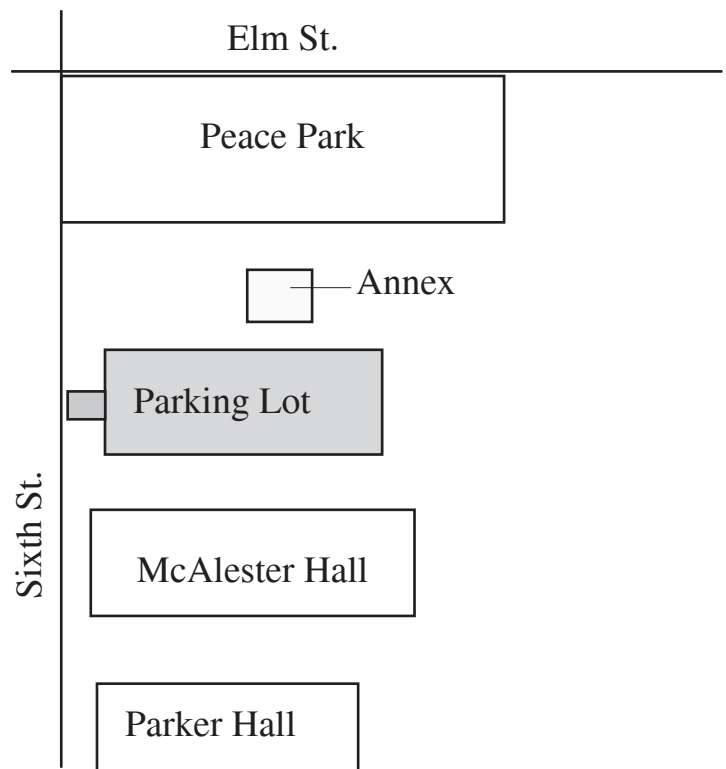 Elm St.
Peace Park
Annex
Parking Lot
Sixth St.
McAlester Hall
Parker Hall